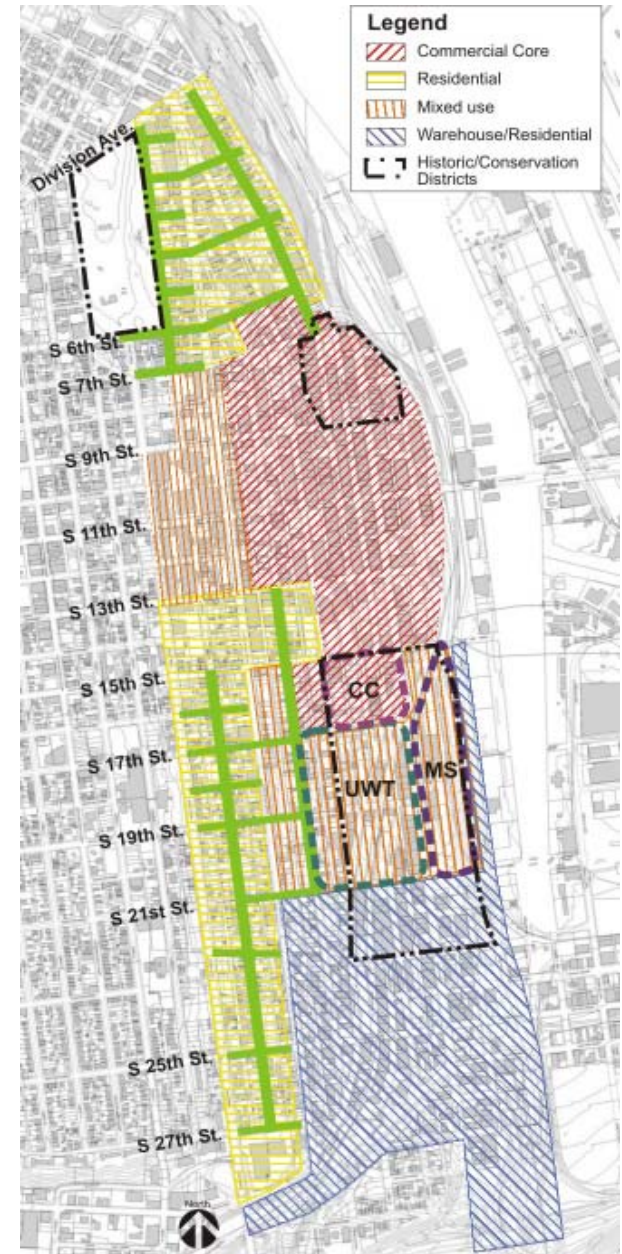 Legend
Commercial Core
Residential
Mixed use
Warehouse/Residential
Historic/Conservation
Districts
Division Ave.
S 6th St.
S 7th St.
S 9th St.
S 11th St.
S 13th St.
S 15th St.
CC
S 17th St.
MS
UWT
S 19th St.
S 21st St.
S 25th St.
S 27th St.
North